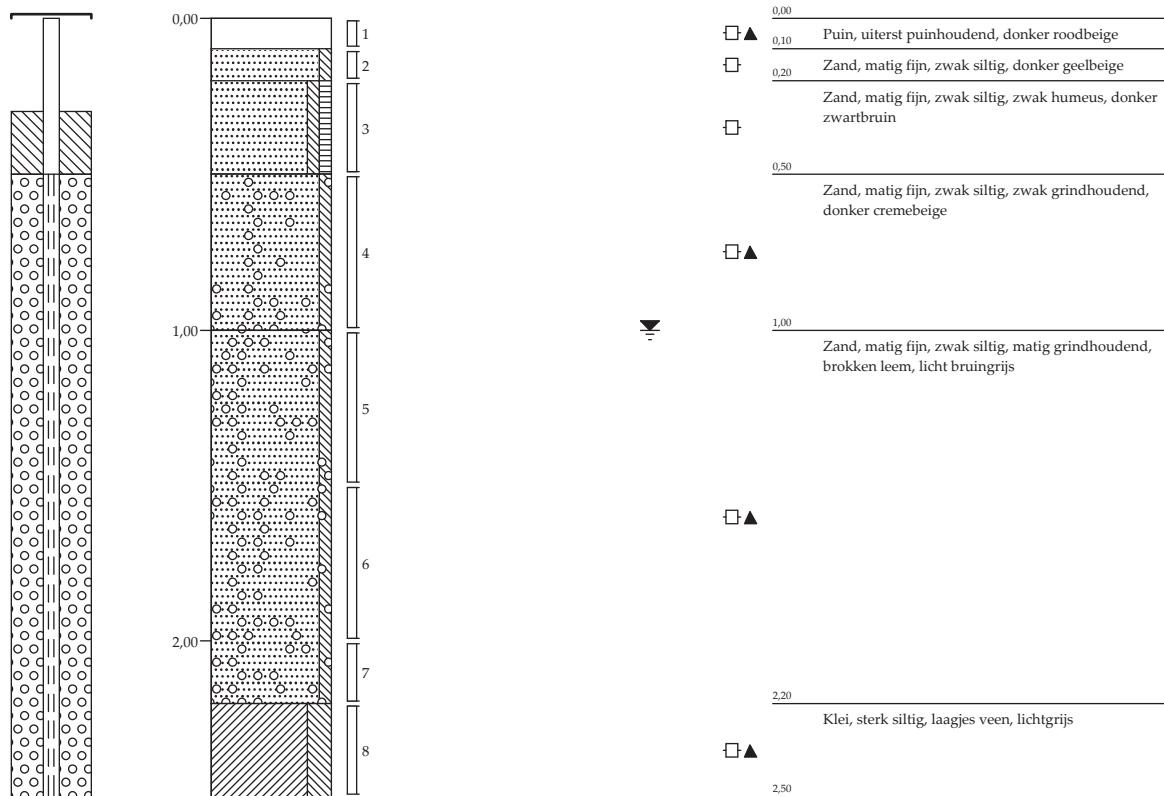 0,00
1
2
3
4
1,00
5
6
2,00
7
8
0,00
Puin, uiterst puinhoudend, donker roodbeige
0,10
Zand, matig fijn, zwak siltig, donker geelbeige
0,20
Zand, matig fijn, zwak siltig, zwak humeus, donker
zwartbruin
0,50
Zand, matig fijn, zwak siltig, zwak grindhoudend,
donker cremebeige
1,00
Zand, matig fijn, zwak siltig, matig grindhoudend,
brokken leem, licht bruingrijs
2,20
Klei, sterk siltig, laagjes veen, lichtgrijs
2,50